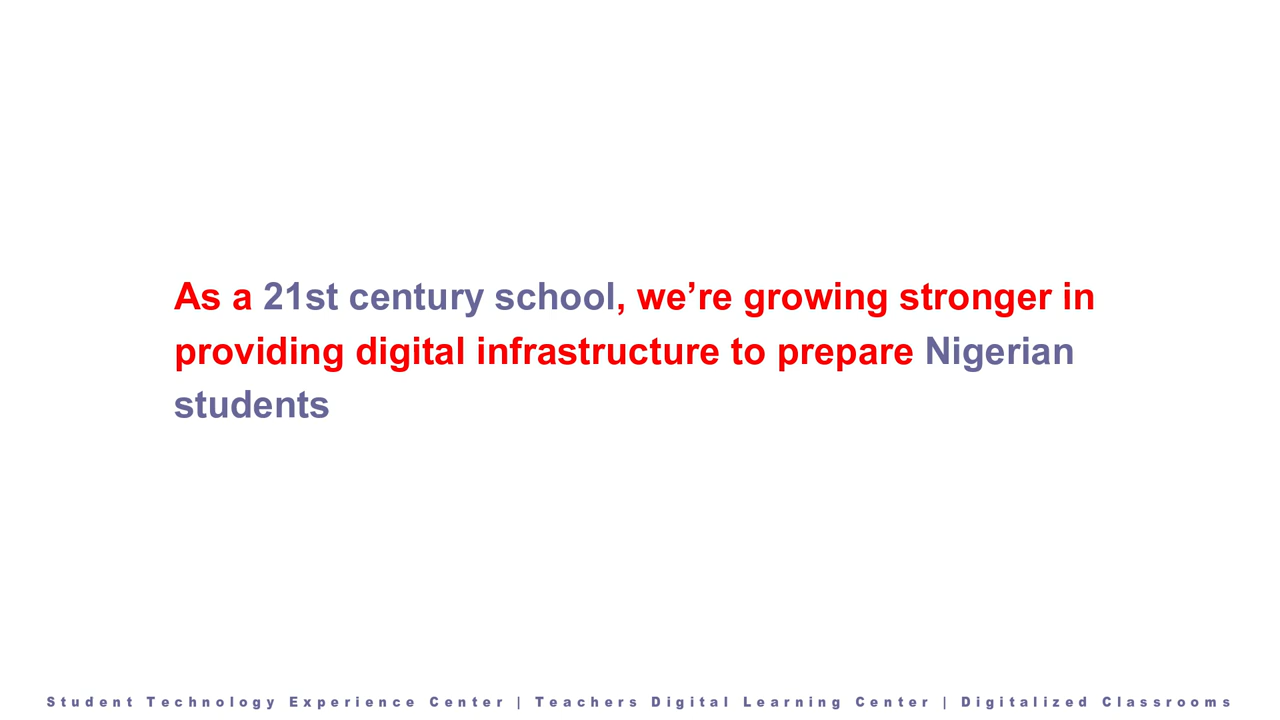 As a 21st century school, we’re growing stronger in
providing digital infrastructure to prepare Nigerian
students
Student Technology Experience Center | Teachers Digital Learning Center | Digitalized Classrooms